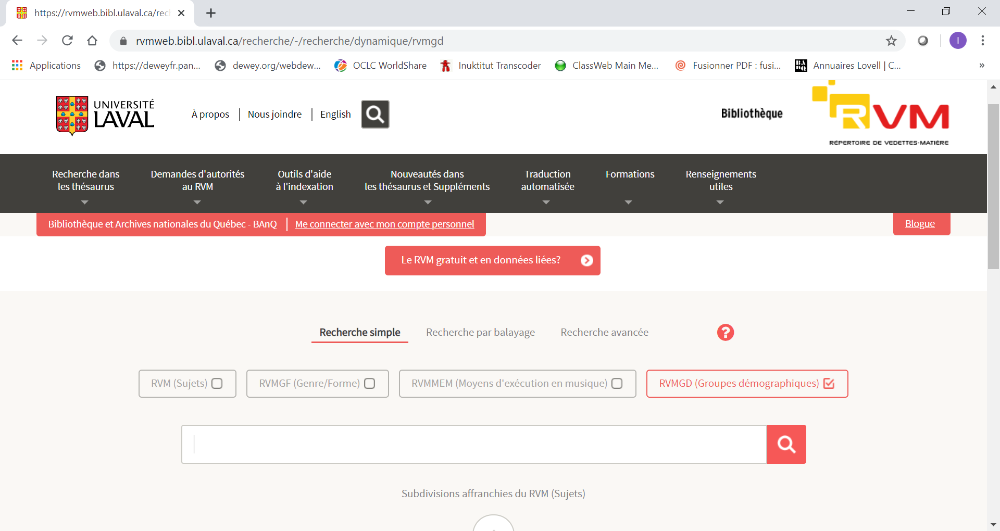 https://rvmweb.bibl.ulaval.ca/rec
rvmweb.bibl.ulaval.ca/recherche/-/recherche/dynamique/rvmgd
I
Applications
https://deweyfr.pan...
dewey.org/webdew...
OCLC WorldShare
Inuktitut Transcoder
ClassWeb Main Me...
Fusionner PDF : fusi...
BAnQ
Annuaires Lovell | C...
»
UNIVERSITÉ
LAVAL
À propos
Nous joindre
English
Bibliothèque
RVM
RÉPERTOIRE DE VEDETTES-MATIÈRE
Recherche dans
les thésaurus
Demandes d'autorités
au RVM
Outils d'aide
à l'indexation
Nouveautés dans
les thésaurus et Suppléments
Traduction
automatisée
Formations
Renseignements
utiles
Bibliothèque et Archives nationales du Québec - BAnQ
Me connecter avec mon compte personnel
Blogue
Le RVM gratuit et en données liées?
Recherche simple
Recherche par balayage
Recherche avancée
?
RVM (Sujets)
RVMGF (Genre/Forme)
RVMMEM (Moyens d'exécution en musique)
RVMGD (Groupes démographiques)
Subdivisions affranchies du RVM (Sujets)